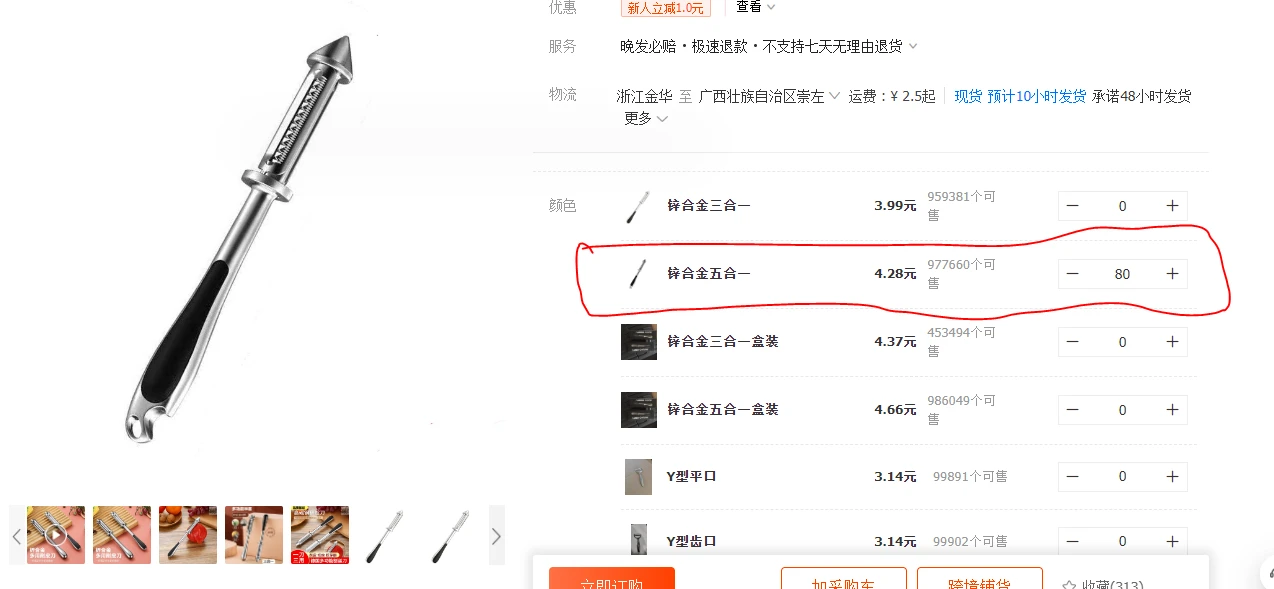 优惠
新人立减1.0元
查看
服务
晚发必赔・极速退款・不支持七天无理由退货
物流
浙江金华 至 广西壮族自治区崇左 运费：¥ 2.5起 现货 预计10小时发货 承诺48小时发货
更多
颜色
锌合金三合一 3.99元 959381个可售 − 0 +
锌合金五合一 4.28元 977660个可售 − 80 +
锌合金三合一盒装 4.37元 453494个可售 − 0 +
锌合金五合一盒装 4.66元 986049个可售 − 0 +
Y型平口 3.14元 99891个可售 − 0 +
Y型齿口 3.14元 99902个可售 − 0 +
立即订购
加采购车
跨境铺货
收藏(313)